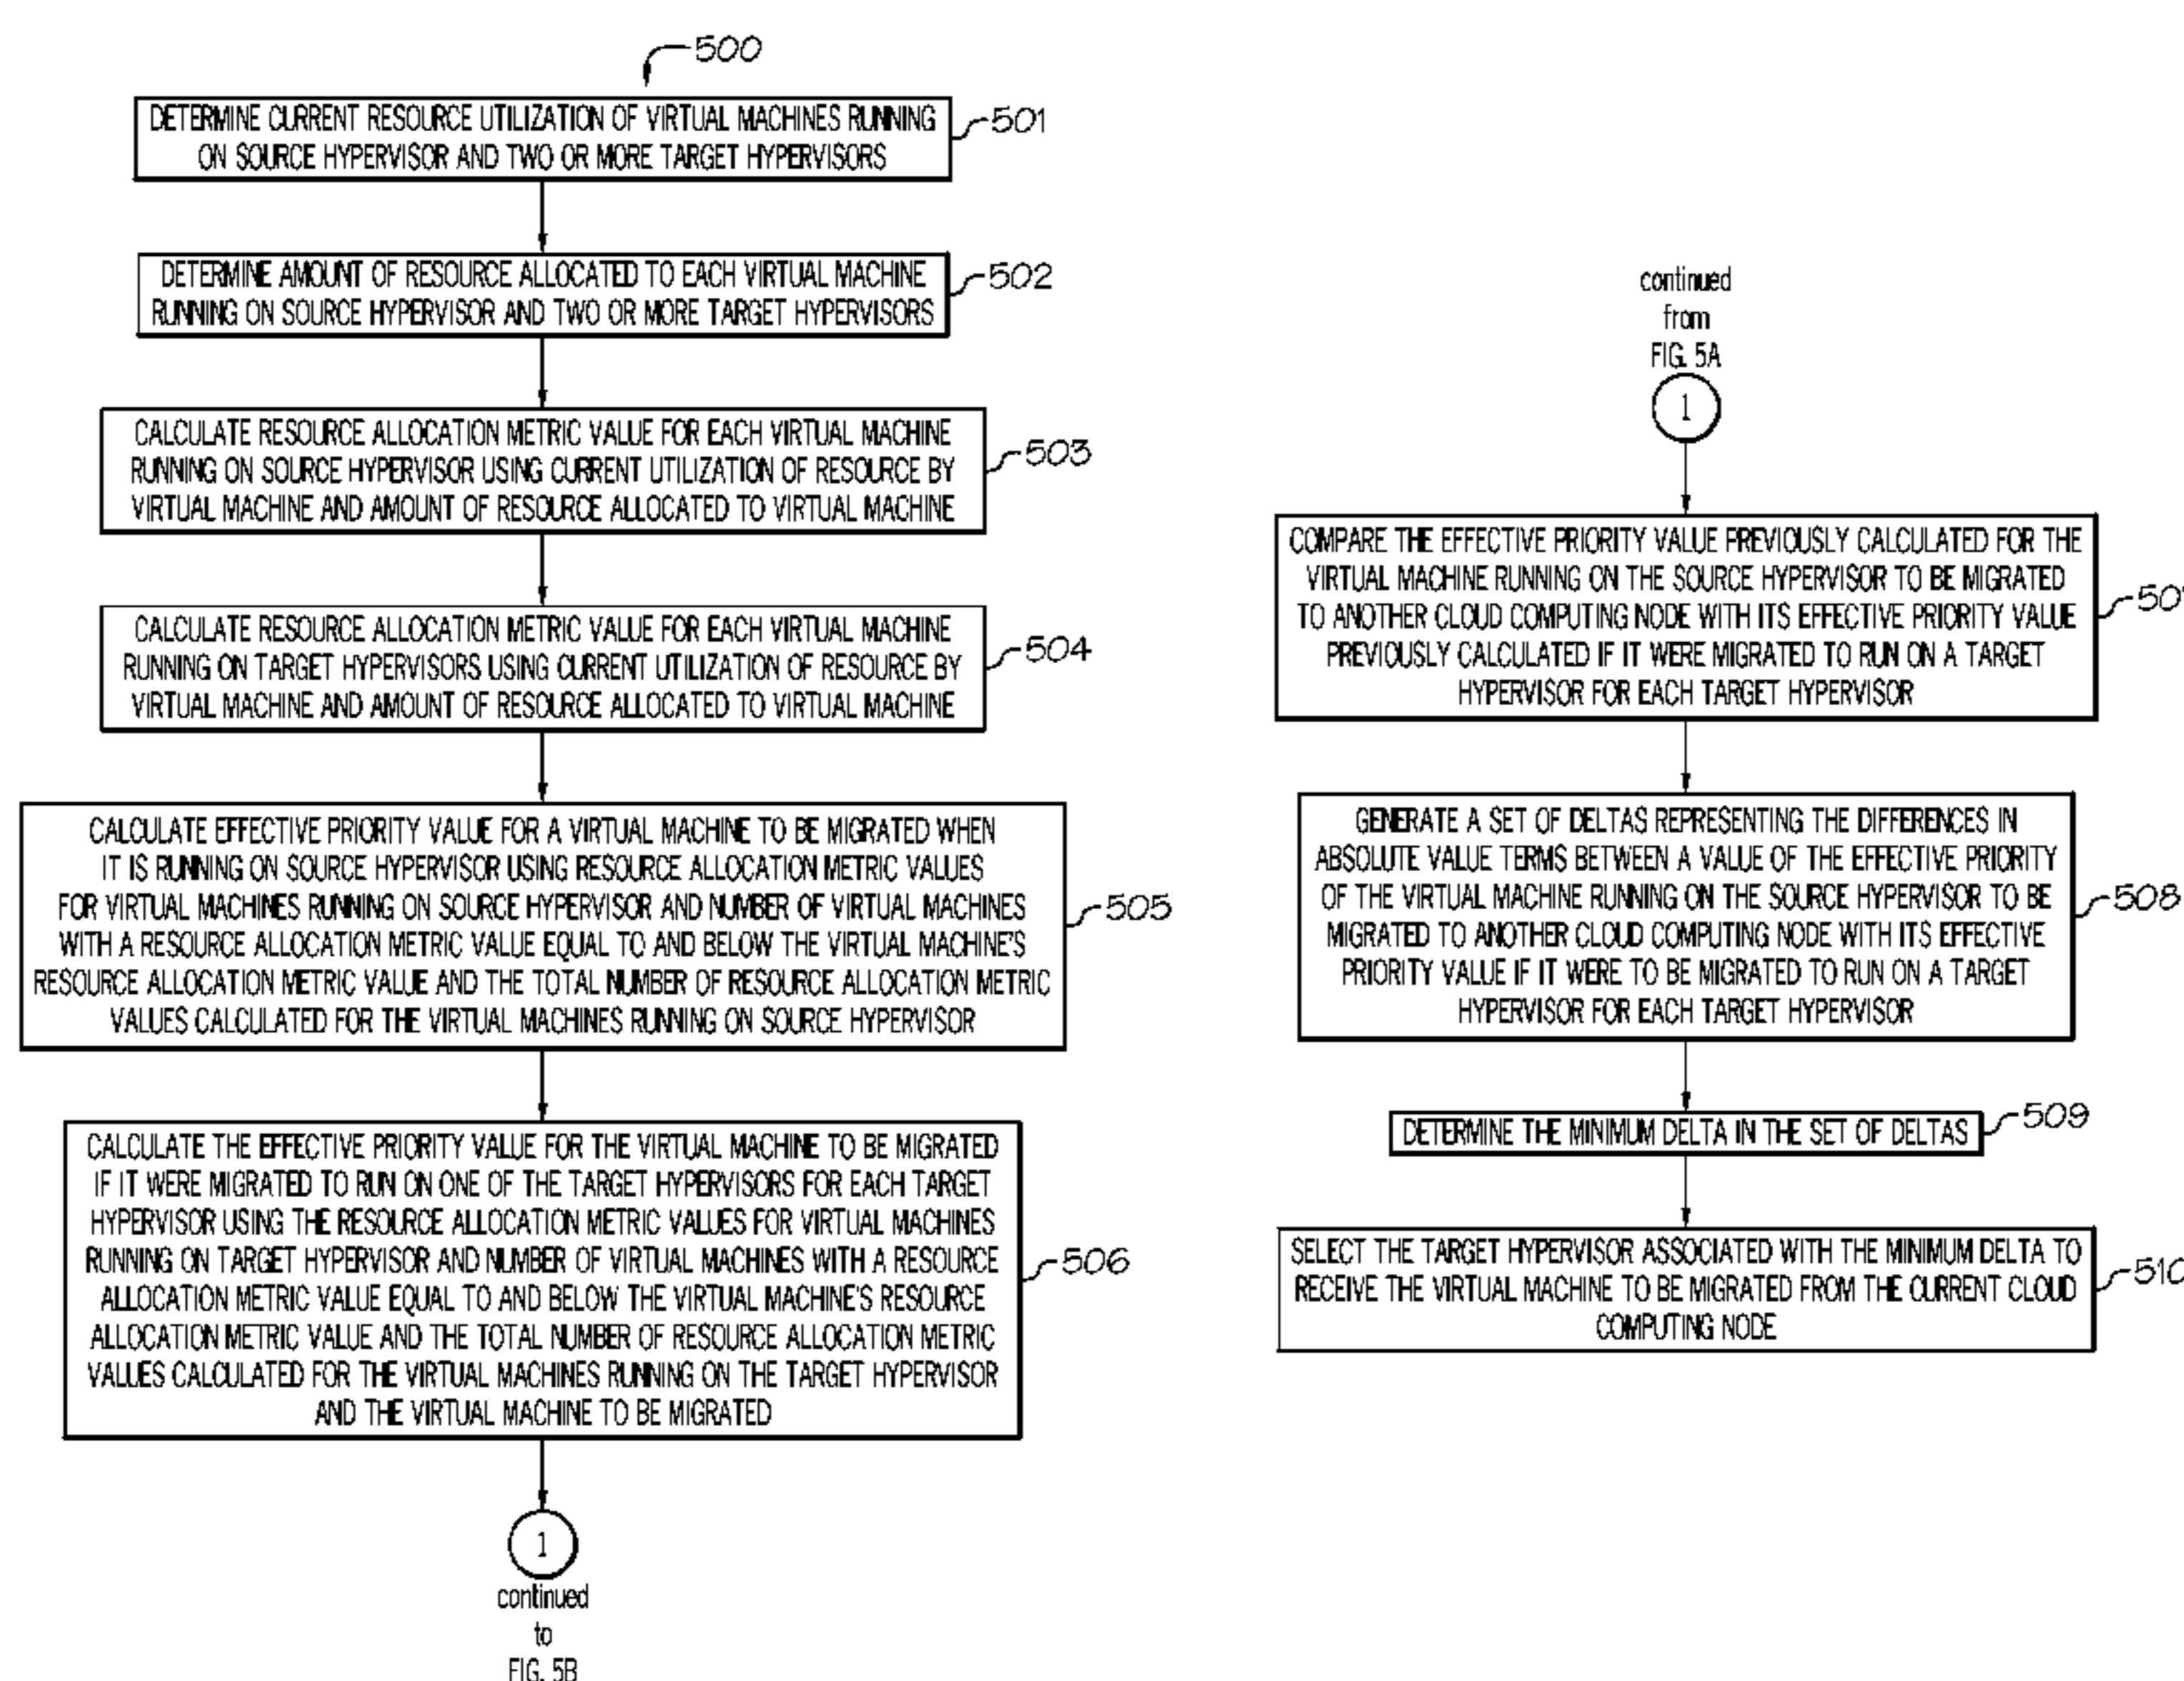 500
DETERMINE CURRENT RESOURCE UTILIZATION OF VIRTUAL MACHINES RUNNING
ON SOURCE HYPERVISOR AND TWO OR MORE TARGET HYPERVISORS
501
DETERMINE AMOUNT OF RESOURCE ALLOCATED TO EACH VIRTUAL MACHINE
RUNNING ON SOURCE HYPERVISOR AND TWO OR MORE TARGET HYPERVISORS
502
CALCULATE RESOURCE ALLOCATION METRIC VALUE FOR EACH VIRTUAL MACHINE
RUNNING ON SOURCE HYPERVISOR USING CURRENT UTILIZATION OF RESOURCE BY
VIRTUAL MACHINE AND AMOUNT OF RESOURCE ALLOCATED TO VIRTUAL MACHINE
503
CALCULATE RESOURCE ALLOCATION METRIC VALUE FOR EACH VIRTUAL MACHINE
RUNNING ON TARGET HYPERVISORS USING CURRENT UTILIZATION OF RESOURCE BY
VIRTUAL MACHINE AND AMOUNT OF RESOURCE ALLOCATED TO VIRTUAL MACHINE
504
CALCULATE EFFECTIVE PRIORITY VALUE FOR A VIRTUAL MACHINE TO BE MIGRATED WHEN
IT IS RUNNING ON SOURCE HYPERVISOR USING RESOURCE ALLOCATION METRIC VALUES
FOR VIRTUAL MACHINES RUNNING ON SOURCE HYPERVISOR AND NUMBER OF VIRTUAL MACHINES
WITH A RESOURCE ALLOCATION METRIC VALUE EQUAL TO AND BELOW THE VIRTUAL MACHINE'S
RESOURCE ALLOCATION METRIC VALUE AND THE TOTAL NUMBER OF RESOURCE ALLOCATION METRIC
VALUES CALCULATED FOR THE VIRTUAL MACHINES RUNNING ON SOURCE HYPERVISOR
505
CALCULATE THE EFFECTIVE PRIORITY VALUE FOR THE VIRTUAL MACHINE TO BE MIGRATED
IF IT WERE MIGRATED TO RUN ON ONE OF THE TARGET HYPERVISORS FOR EACH TARGET
HYPERVISOR USING THE RESOURCE ALLOCATION METRIC VALUES FOR VIRTUAL MACHINES
RUNNING ON TARGET HYPERVISOR AND NUMBER OF VIRTUAL MACHINES WITH A RESOURCE
ALLOCATION METRIC VALUE EQUAL TO AND BELOW THE VIRTUAL MACHINE'S RESOURCE
ALLOCATION METRIC VALUE AND THE TOTAL NUMBER OF RESOURCE ALLOCATION METRIC
VALUES CALCULATED FOR THE VIRTUAL MACHINES RUNNING ON THE TARGET HYPERVISOR
AND THE VIRTUAL MACHINE TO BE MIGRATED
506
1
continued
to
FIG. 5B
continued
from
FIG. 5A
1
COMPARE THE EFFECTIVE PRIORITY VALUE PREVIOUSLY CALCULATED FOR THE
VIRTUAL MACHINE RUNNING ON THE SOURCE HYPERVISOR TO BE MIGRATED
TO ANOTHER CLOUD COMPUTING NODE WITH ITS EFFECTIVE PRIORITY VALUE
PREVIOUSLY CALCULATED IF IT WERE MIGRATED TO RUN ON A TARGET
HYPERVISOR FOR EACH TARGET HYPERVISOR
GENERATE A SET OF DELTAS REPRESENTING THE DIFFERENCES IN
ABSOLUTE VALUE TERMS BETWEEN A VALUE OF THE EFFECTIVE PRIORITY
OF THE VIRTUAL MACHINE RUNNING ON THE SOURCE HYPERVISOR TO BE
MIGRATED TO ANOTHER CLOUD COMPUTING NODE WITH ITS EFFECTIVE
PRIORITY VALUE IF IT WERE TO BE MIGRATED TO RUN ON A TARGET
HYPERVISOR FOR EACH TARGET HYPERVISOR
508
DETERMINE THE MINIMUM DELTA IN THE SET OF DELTAS
509
SELECT THE TARGET HYPERVISOR ASSOCIATED WITH THE MINIMUM DELTA TO
RECEIVE THE VIRTUAL MACHINE TO BE MIGRATED FROM THE CURRENT CLOUD
COMPUTING NODE
510